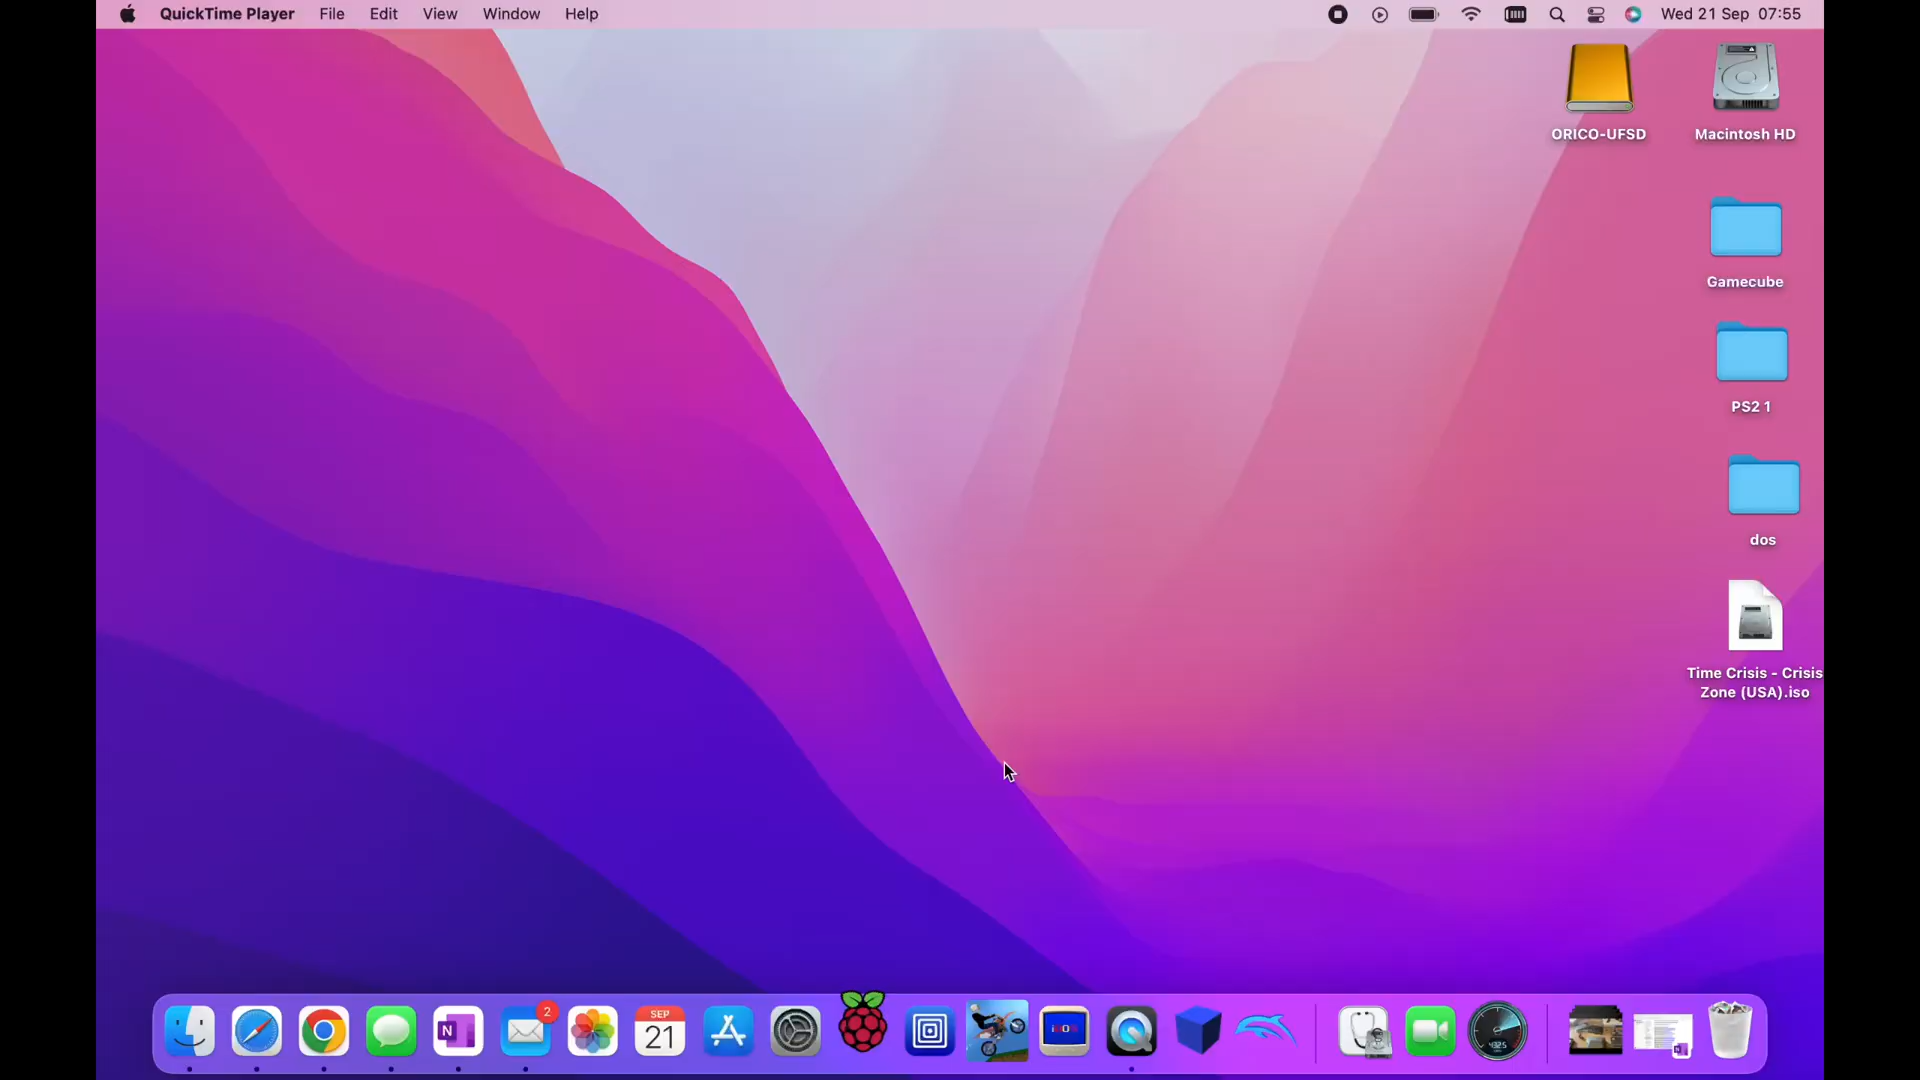 QuickTime Player File Edit View Window Help Wed 21 Sep 07:55
ORICO-UFSD
Macintosh HD
Gamecube
PS2 1
dos
Time Crisis - Crisis
Zone (USA).iso
N
2
SEP
21
4325